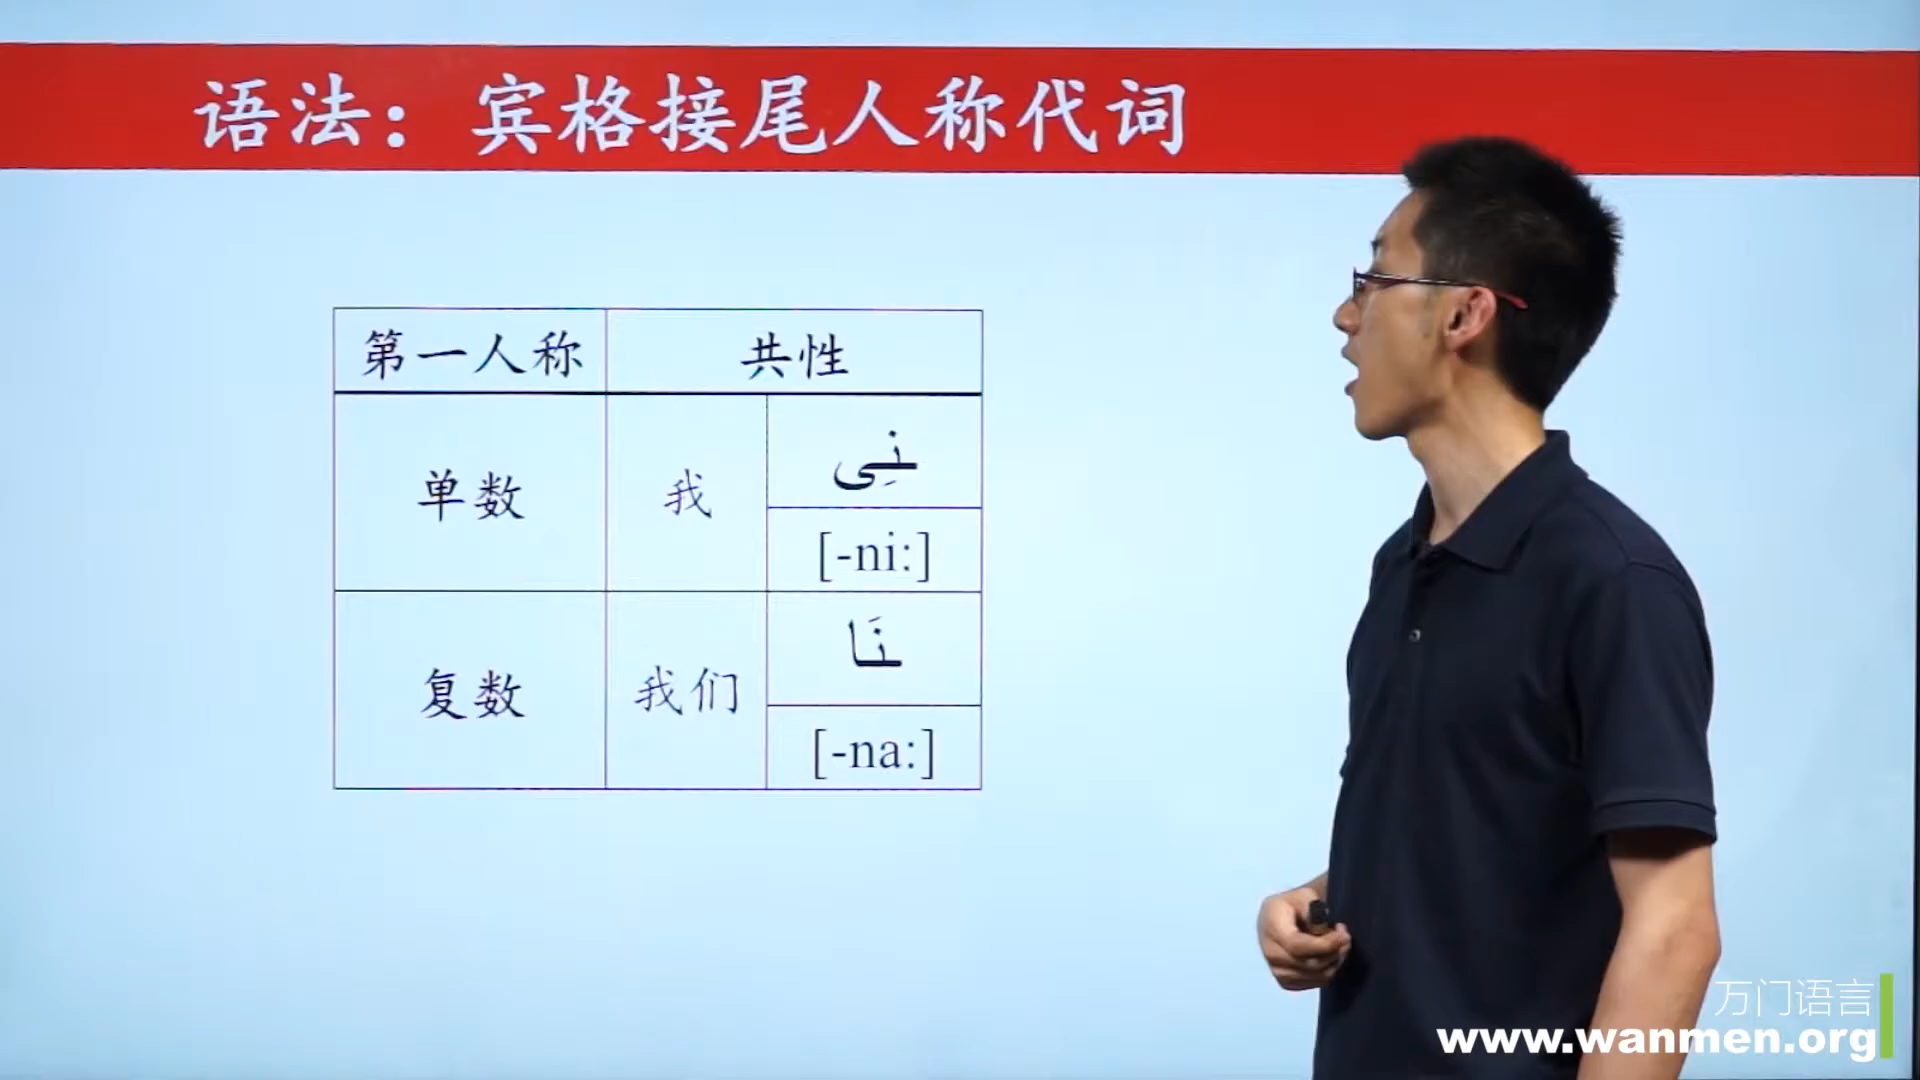 语法：宾格接尾人称代词
第一人称 共性
单数 我 ـنِي
[-ni:]
复数 我们 ـنَا
[-na:]
万门语言
www.wanmen.org